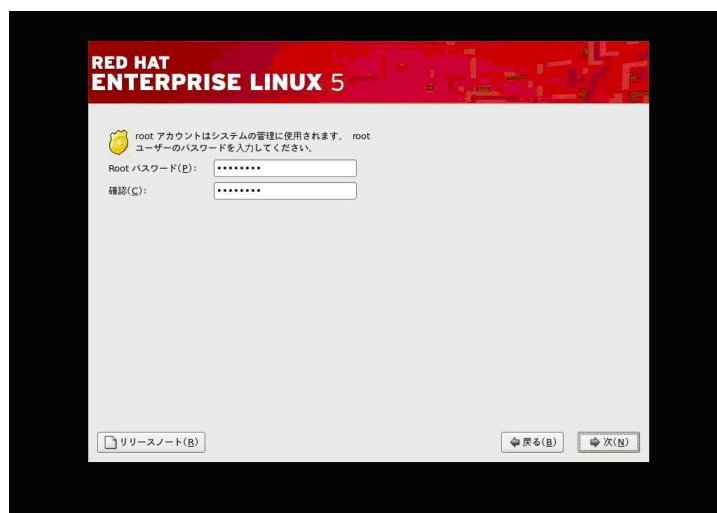 RED HAT
ENTERPRISE LINUX 5
root アカウントはシステムの管理に使用されます。 root
ユーザーのパスワードを入力してください。
Root パスワード(P): ••••••••
確認(C): ••••••••
リリースノート(R)
戻る(B)
次(N)